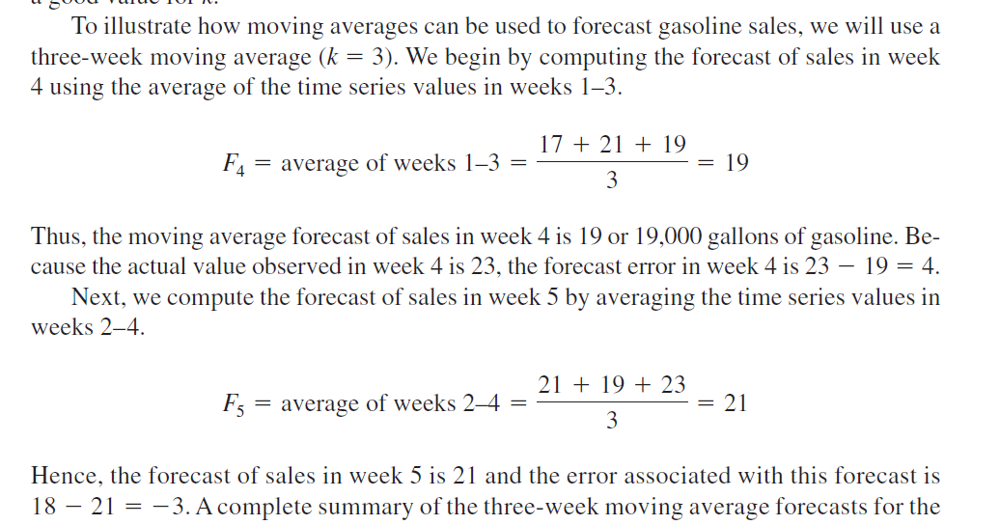 To illustrate how moving averages can be used to forecast gasoline sales, we will use a
three-week moving average (k = 3). We begin by computing the forecast of sales in week
4 using the average of the time series values in weeks 1–3.
F₄ = average of weeks 1–3 = (17 + 21 + 19)/3 = 19
Thus, the moving average forecast of sales in week 4 is 19 or 19,000 gallons of gasoline. Be-
cause the actual value observed in week 4 is 23, the forecast error in week 4 is 23 − 19 = 4.
Next, we compute the forecast of sales in week 5 by averaging the time series values in
weeks 2–4.
F₅ = average of weeks 2–4 = (21 + 19 + 23)/3 = 21
Hence, the forecast of sales in week 5 is 21 and the error associated with this forecast is
18 − 21 = −3. A complete summary of the three-week moving average forecasts for the